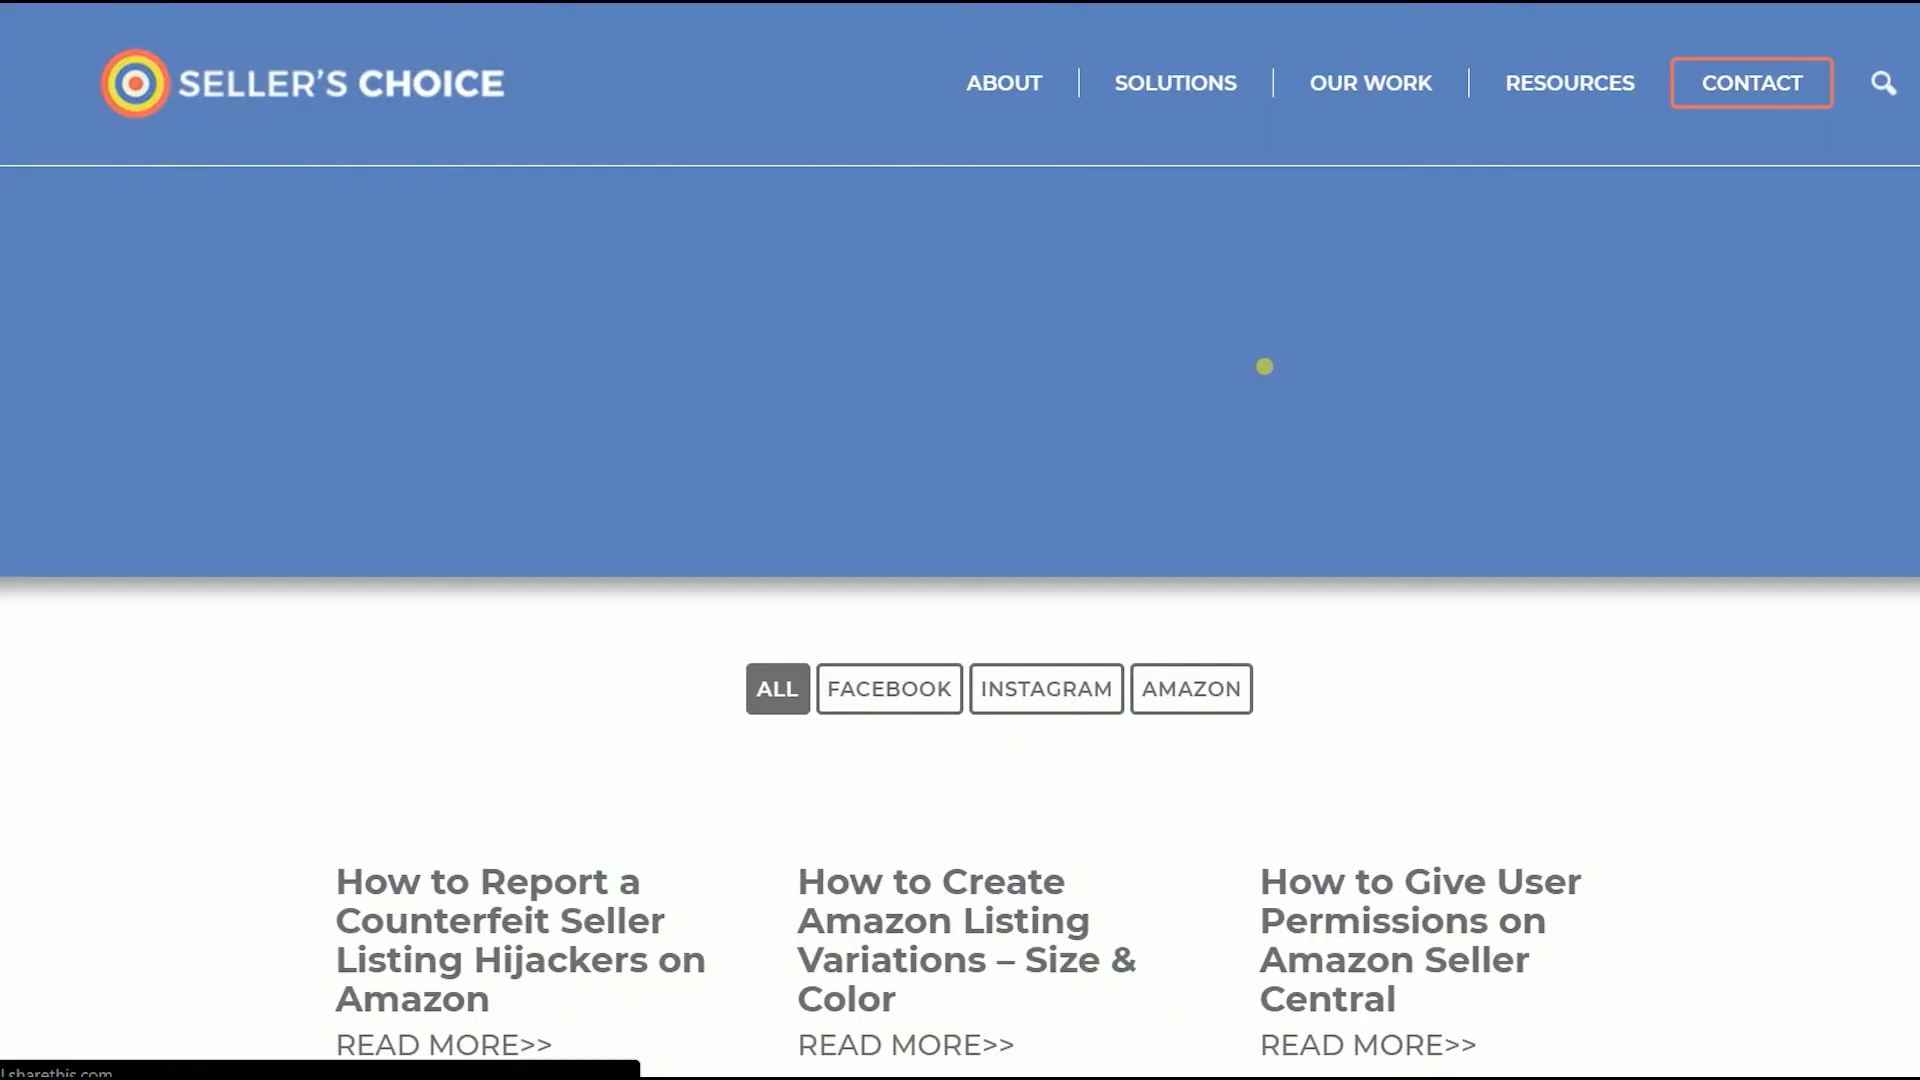 SELLER'S CHOICE
ABOUT
SOLUTIONS
OUR WORK
RESOURCES
CONTACT
ALL
FACEBOOK
INSTAGRAM
AMAZON
How to Report a
Counterfeit Seller
Listing Hijackers on
Amazon
READ MORE>>
How to Create
Amazon Listing
Variations – Size &
Color
READ MORE>>
How to Give User
Permissions on
Amazon Seller
Central
READ MORE>>
l.sharethis.com